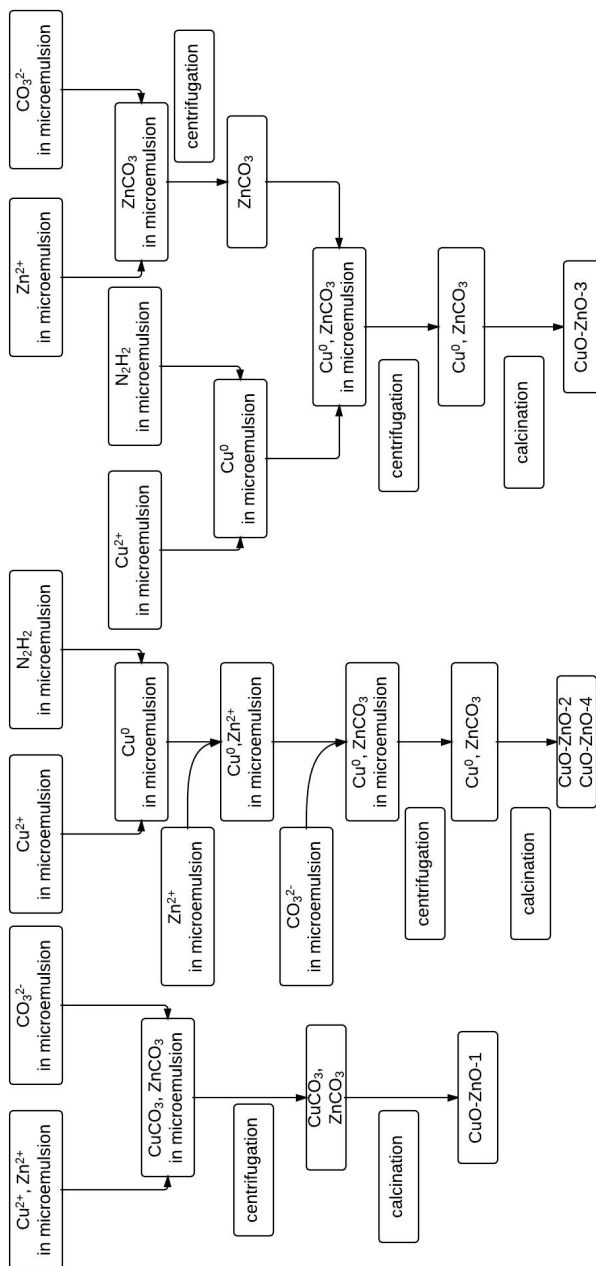 Cu²⁺, Zn²⁺
in microemulsion
CO₃²⁻
in microemulsion
CuCO₃, ZnCO₃
in microemulsion
centrifugation
CuCO₃,
ZnCO₃
calcination
CuO-ZnO-1
Cu²⁺
in microemulsion
N₂H₂
in microemulsion
Cu⁰
in microemulsion
Zn²⁺
in microemulsion
Cu⁰,Zn²⁺
in microemulsion
CO₃²⁻
in microemulsion
Cu⁰, ZnCO₃
in microemulsion
centrifugation
Cu⁰, ZnCO₃
calcination
CuO-ZnO-2
CuO-ZnO-4
Zn²⁺
in microemulsion
CO₃²⁻
in microemulsion
ZnCO₃
in microemulsion
centrifugation
ZnCO₃
Cu²⁺
in microemulsion
N₂H₂
in microemulsion
Cu⁰
in microemulsion
Cu⁰, ZnCO₃
in microemulsion
centrifugation
Cu⁰, ZnCO₃
calcination
CuO-ZnO-3